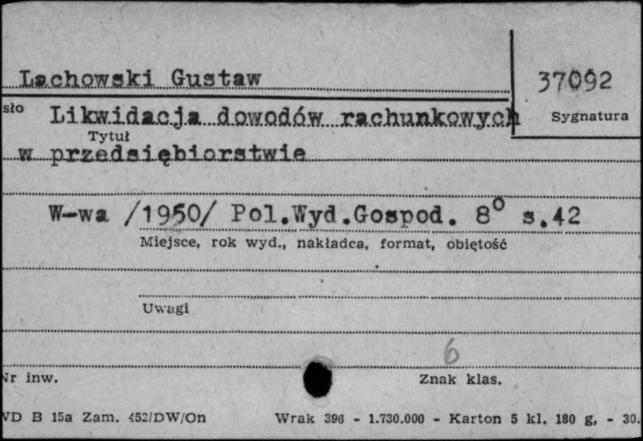 Lachowski Gustaw
37092
sło Likwidacja dowodów rachunkowych
Sygnatura
Tytuł
w przedsiębiorstwie
W-wa /1950/ Pol.Wyd.Gospod. 8° s.42
Miejsce, rok wyd., nakładca, format, objętość
Uwagi
6
Nr inw.
Znak klas.
WD B 15a Zam. 452/DW/On Wrak 396 - 1.730.000 - Karton 5 kl. 180 g. - 30.